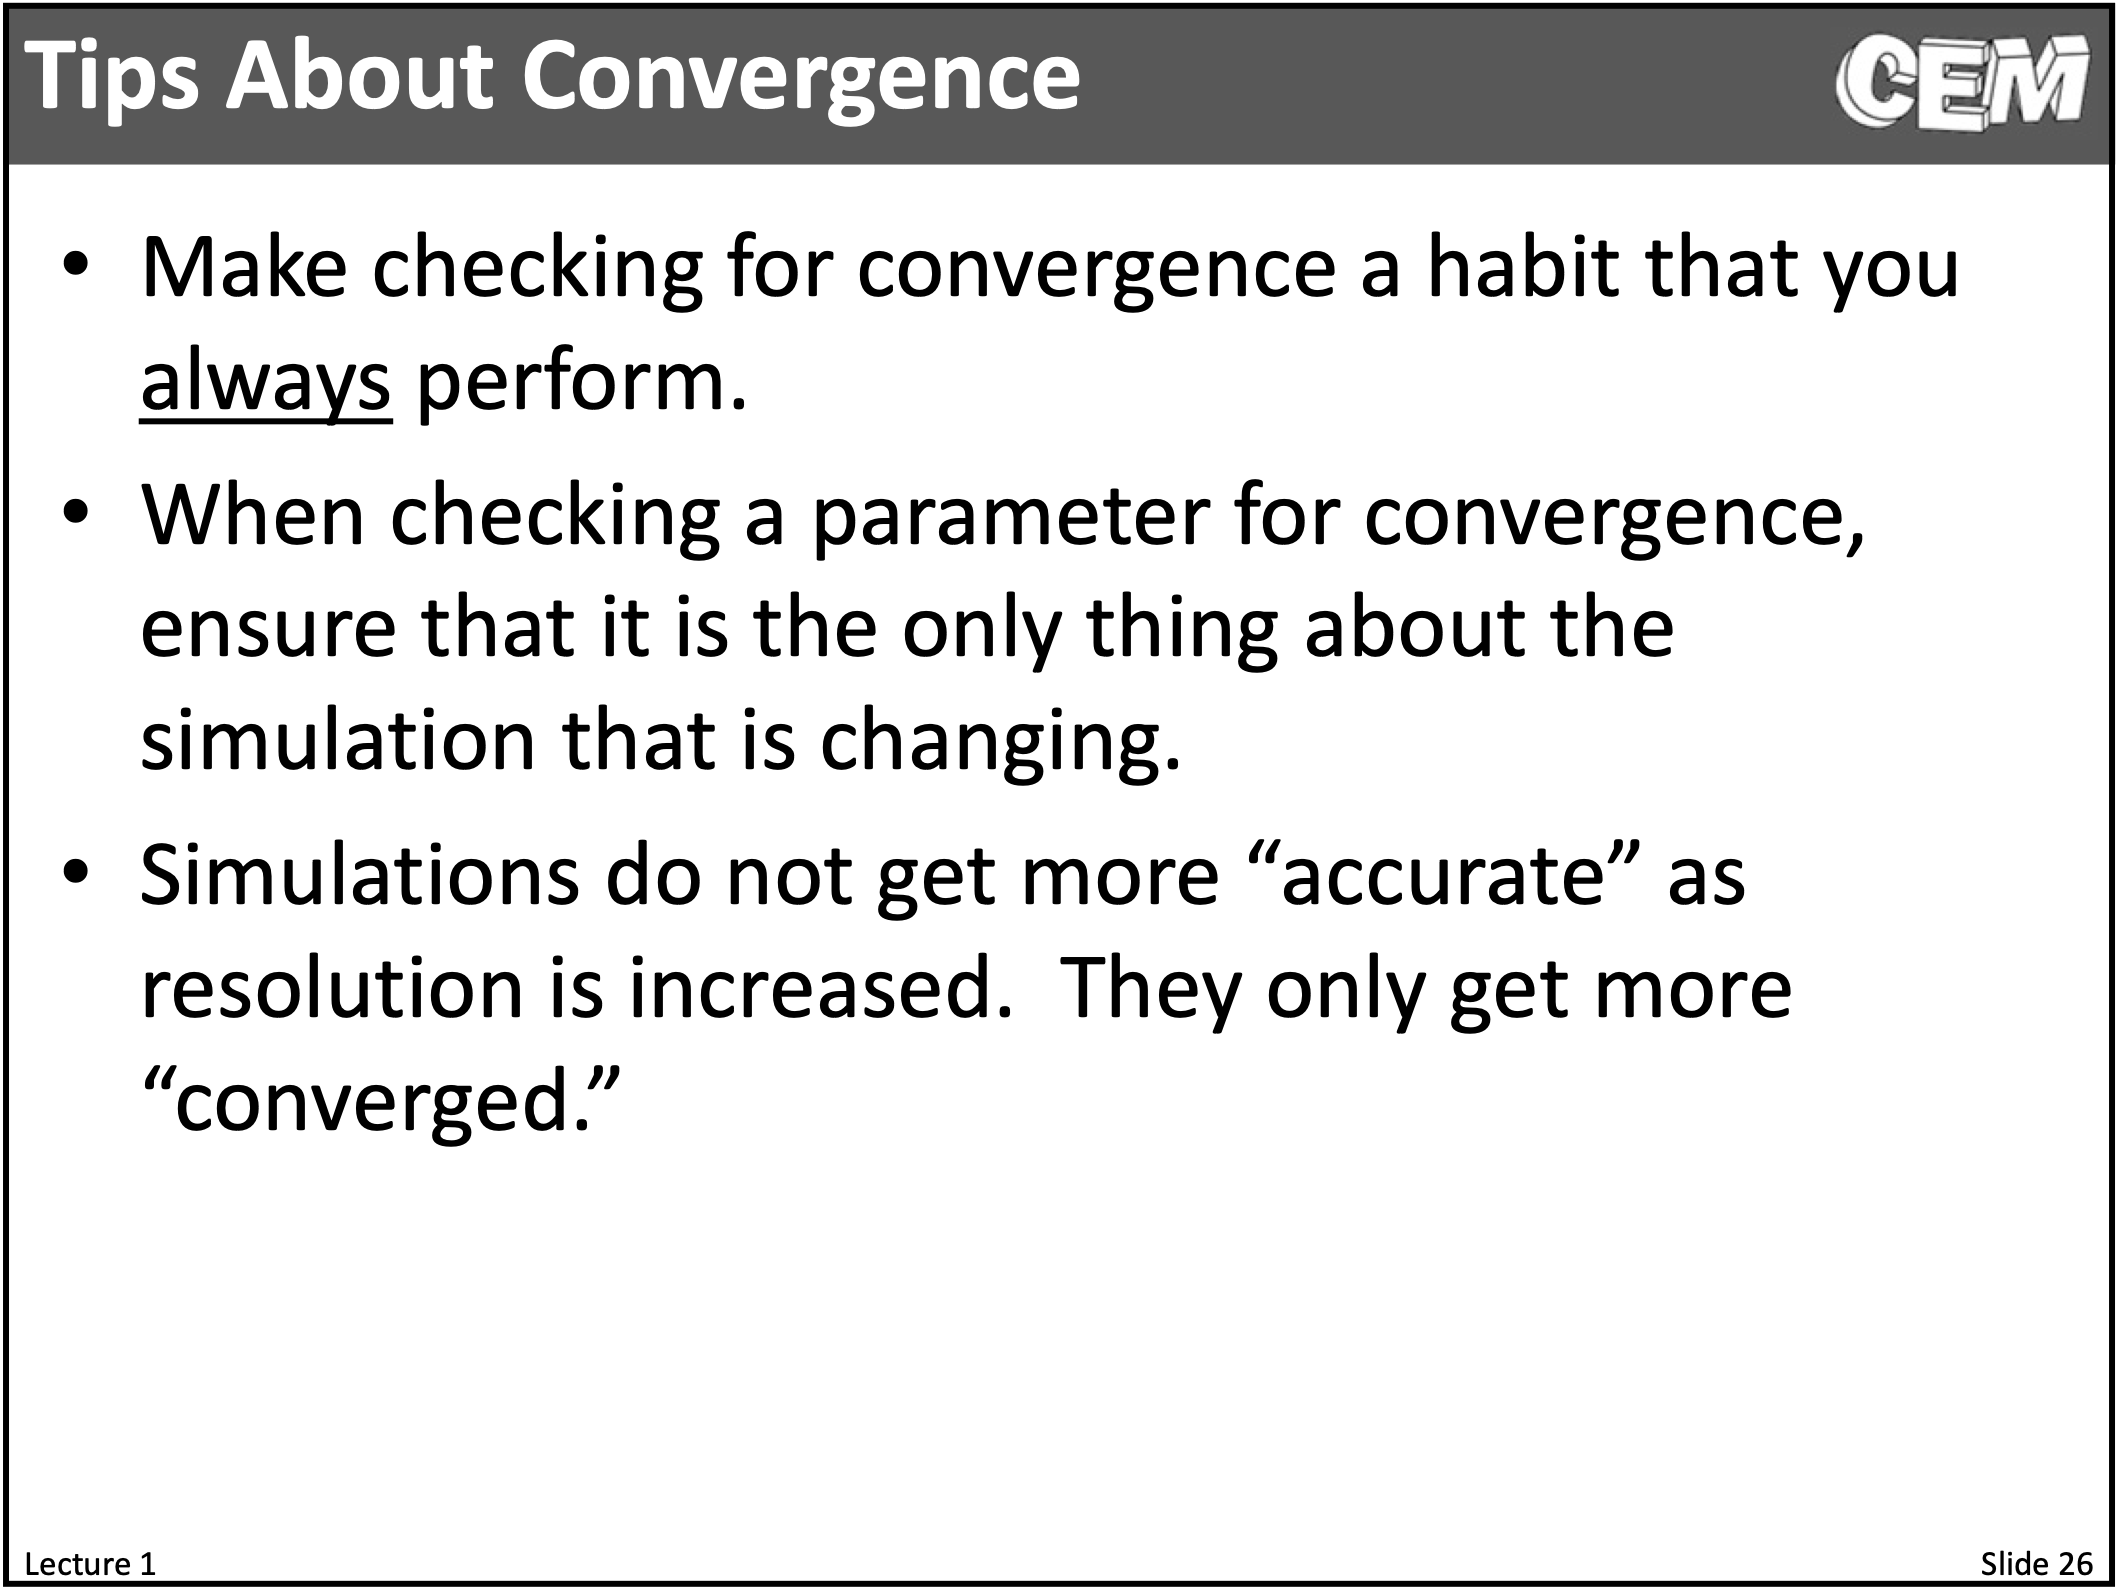 Tips About Convergence
CEM
• Make checking for convergence a habit that you
always perform.
• When checking a parameter for convergence,
ensure that it is the only thing about the
simulation that is changing.
• Simulations do not get more “accurate” as
resolution is increased.  They only get more
“converged.”
Lecture 1
Slide 26